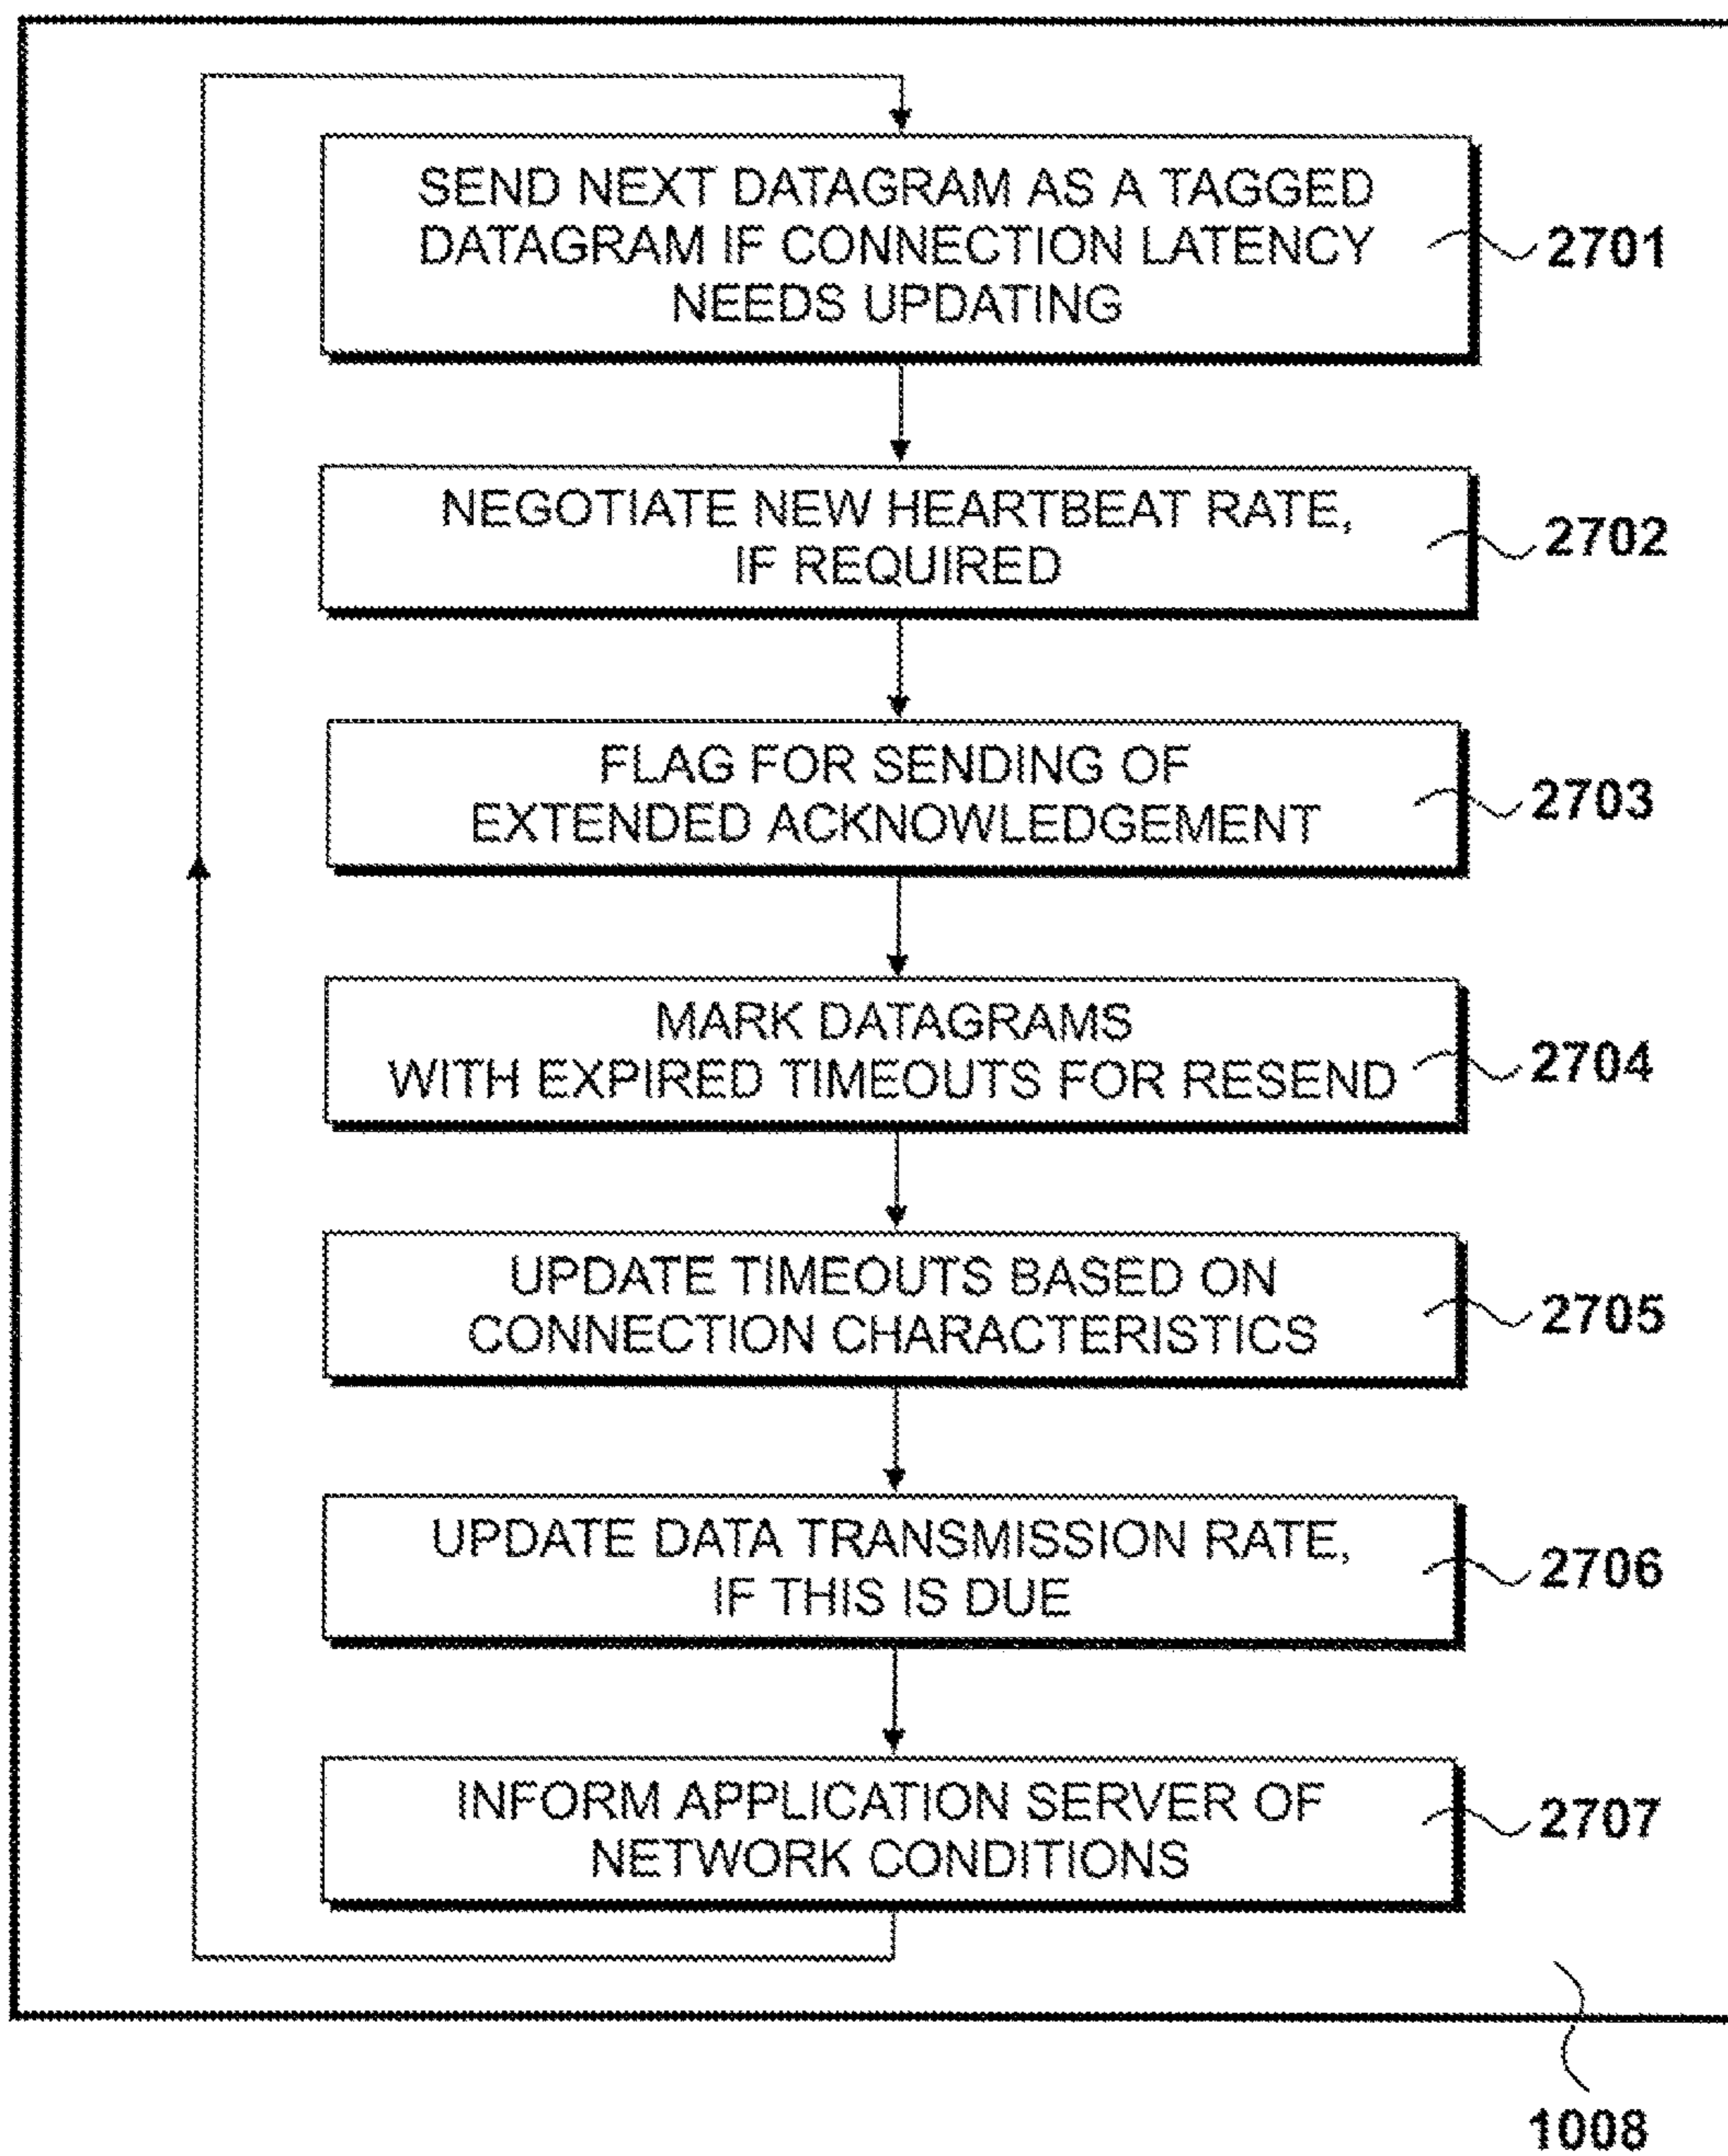 SEND NEXT DATAGRAM AS A TAGGED
DATAGRAM IF CONNECTION LATENCY
NEEDS UPDATING
2701
NEGOTIATE NEW HEARTBEAT RATE,
IF REQUIRED
2702
FLAG FOR SENDING OF
EXTENDED ACKNOWLEDGEMENT
2703
MARK DATAGRAMS
WITH EXPIRED TIMEOUTS FOR RESEND
2704
UPDATE TIMEOUTS BASED ON
CONNECTION CHARACTERISTICS
2705
UPDATE DATA TRANSMISSION RATE,
IF THIS IS DUE
2706
INFORM APPLICATION SERVER OF
NETWORK CONDITIONS
2707
1008